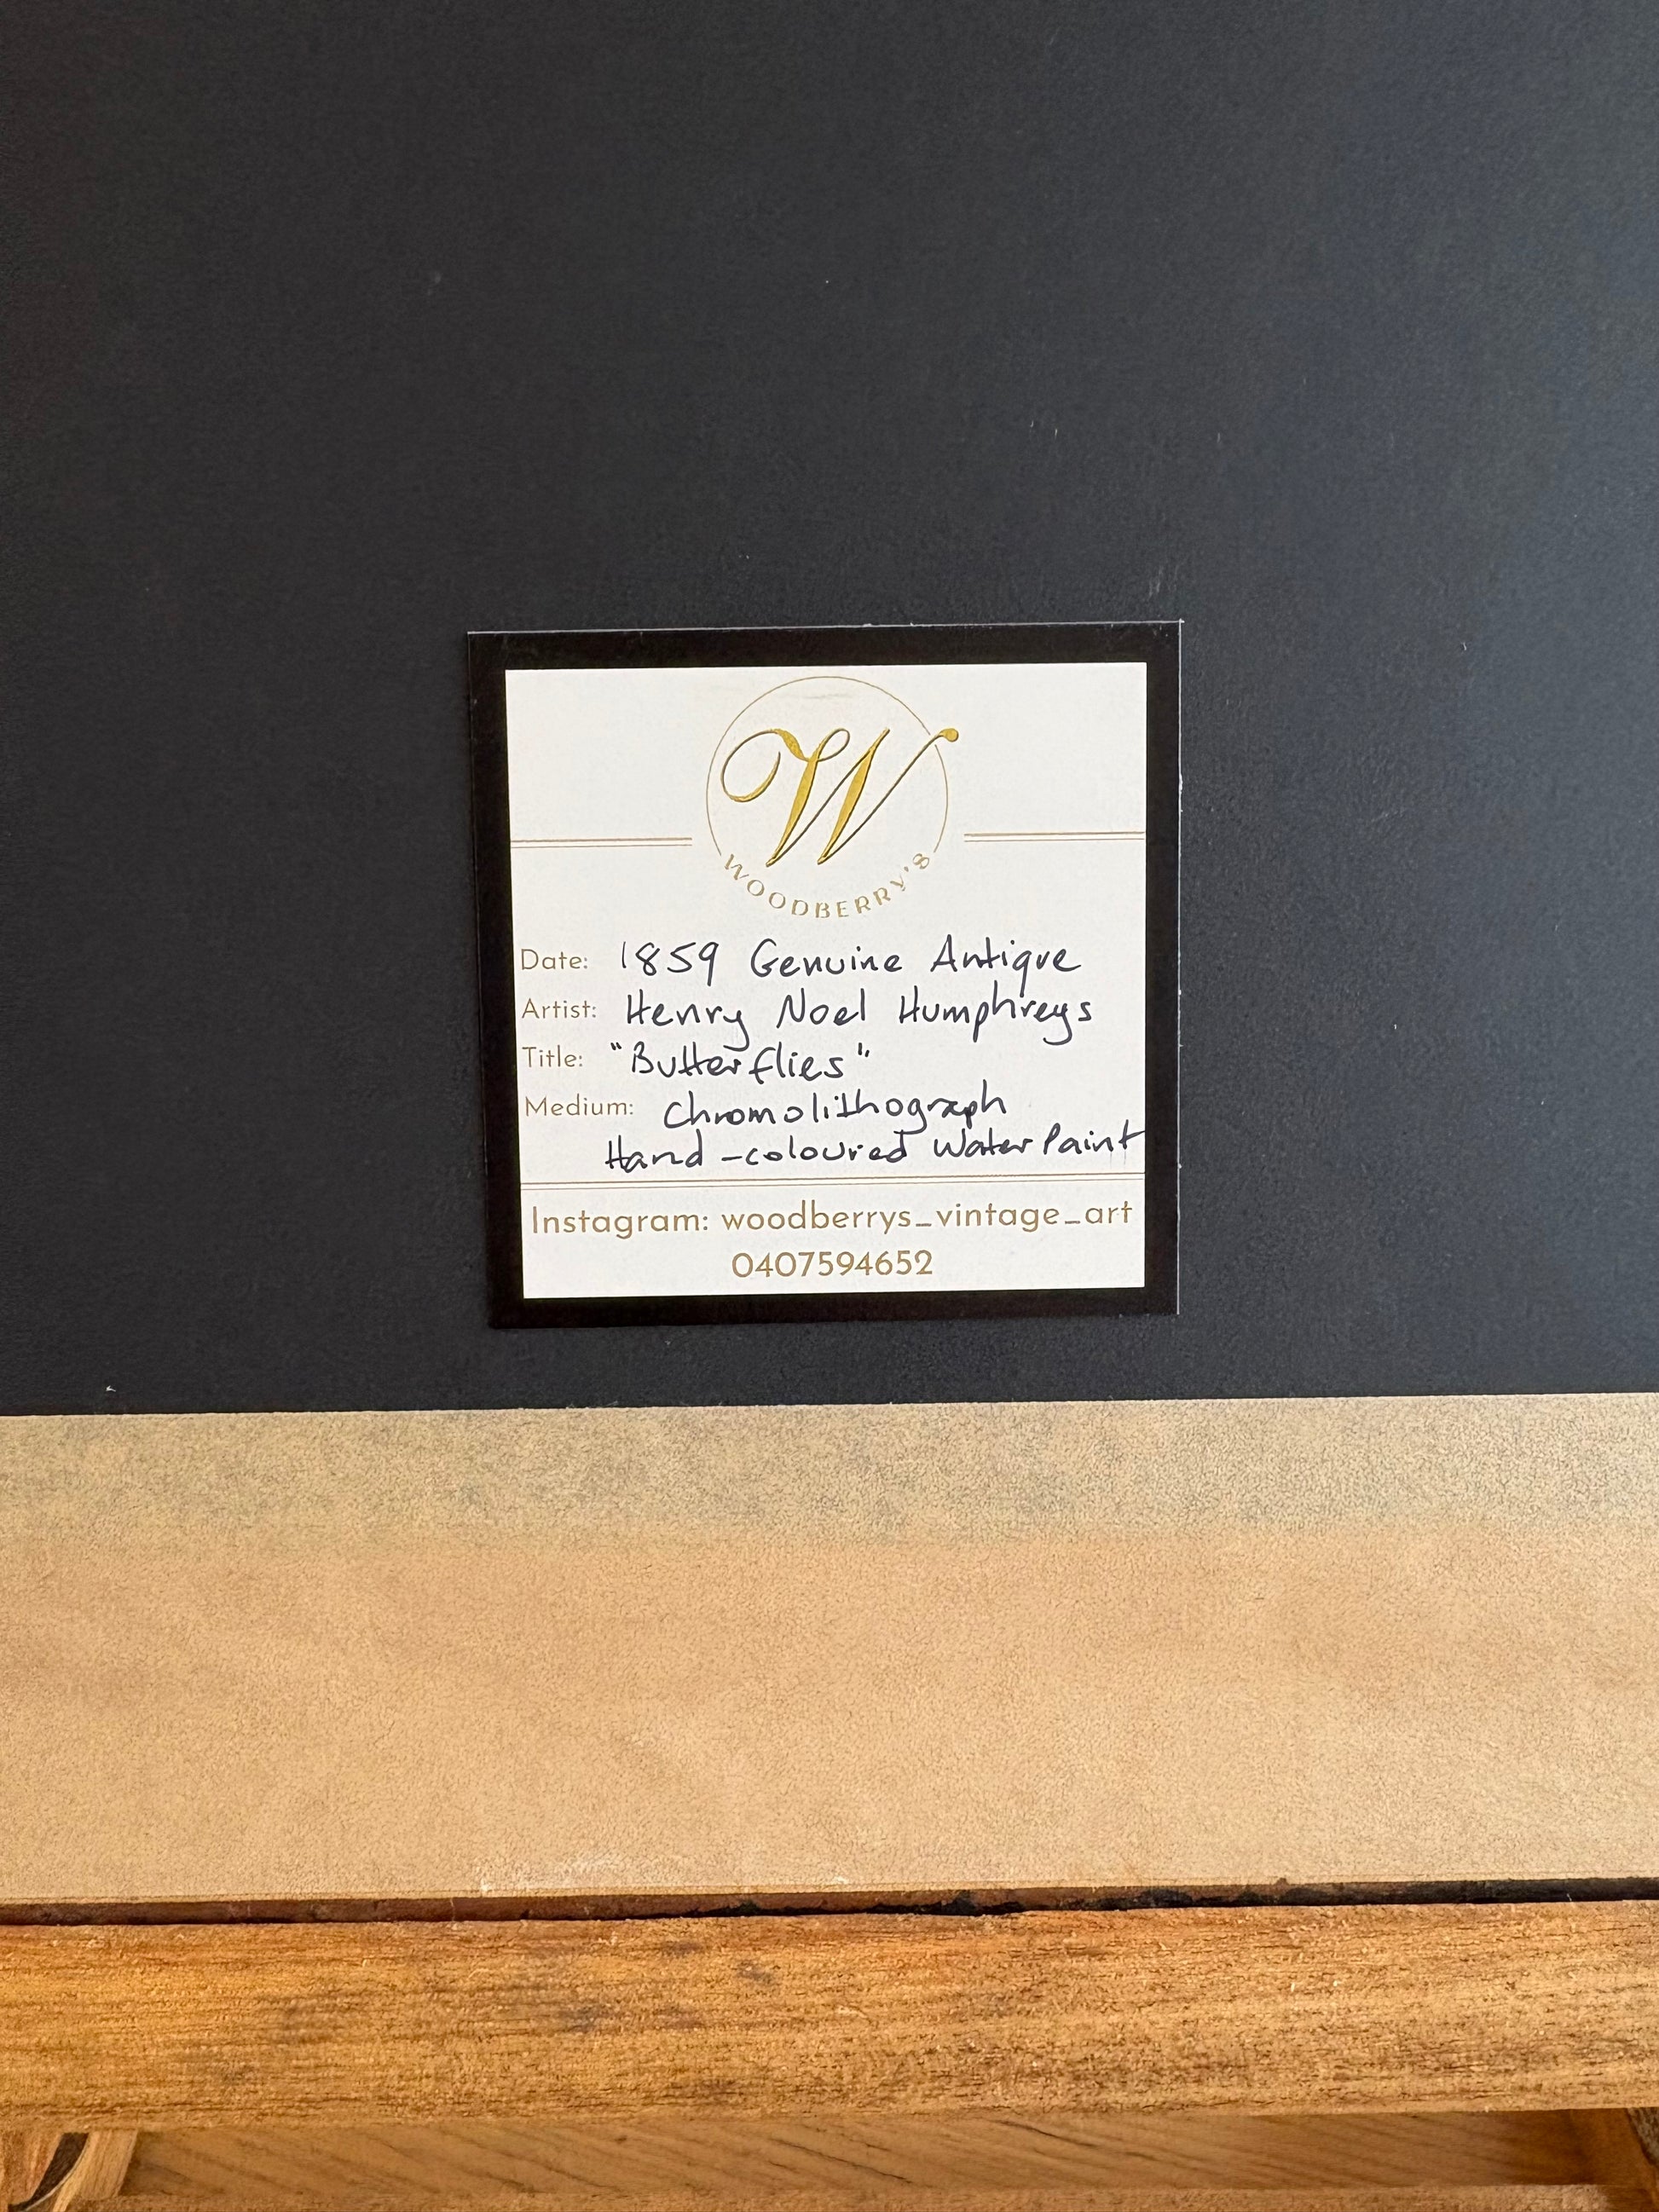 W
WOODBERRY'S
Date: 1859 Genuine Antique
Artist: Henry Noel Humphreys
Title: "Butterflies"
Medium: Chromolithograph
Hand-coloured Water Paint
Instagram: woodberrys_vintage_art
0407594652